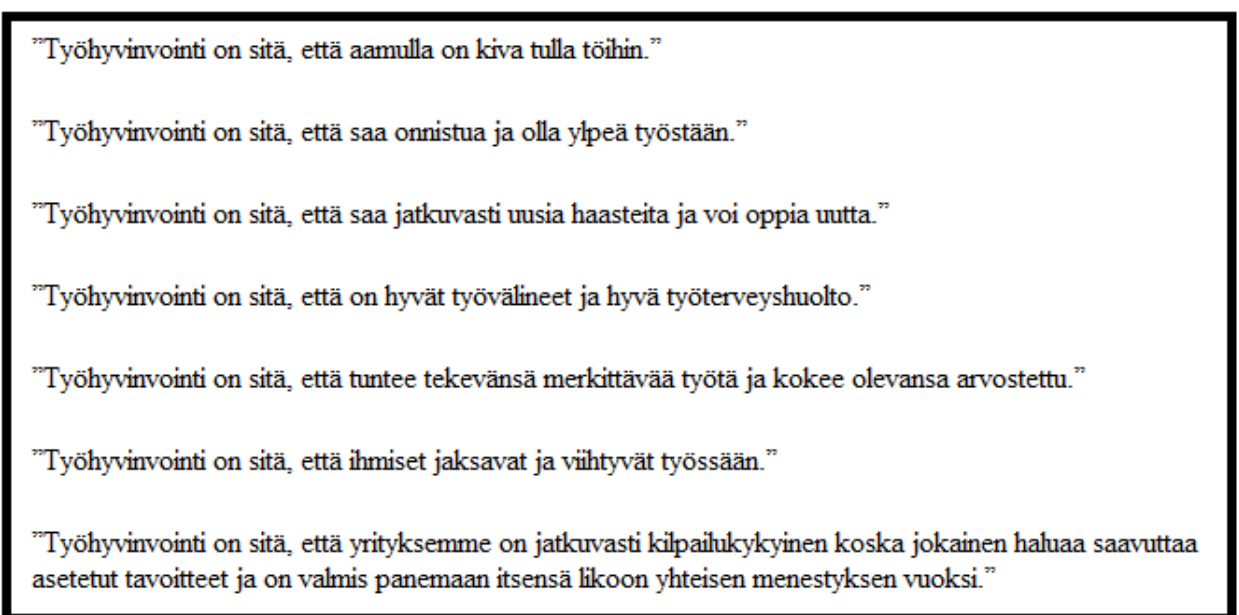 ”Työhyvinvointi on sitä, että aamulla on kiva tulla töihin.”
”Työhyvinvointi on sitä, että saa onnistua ja olla ylpeä työstään.”
”Työhyvinvointi on sitä, että saa jatkuvasti uusia haasteita ja voi oppia uutta.”
”Työhyvinvointi on sitä, että on hyvät työvälineet ja hyvä työterveyshuolto.”
”Työhyvinvointi on sitä, että tuntee tekevänsä merkittävää työtä ja kokee olevansa arvostettu.”
”Työhyvinvointi on sitä, että ihmiset jaksavat ja viihtyvät työssään.”
”Työhyvinvointi on sitä, että yrityksemme on jatkuvasti kilpailukykyinen koska jokainen haluaa saavuttaa
asetetut tavoitteet ja on valmis panemaan itsensä likoon yhteisen menestyksen vuoksi.”